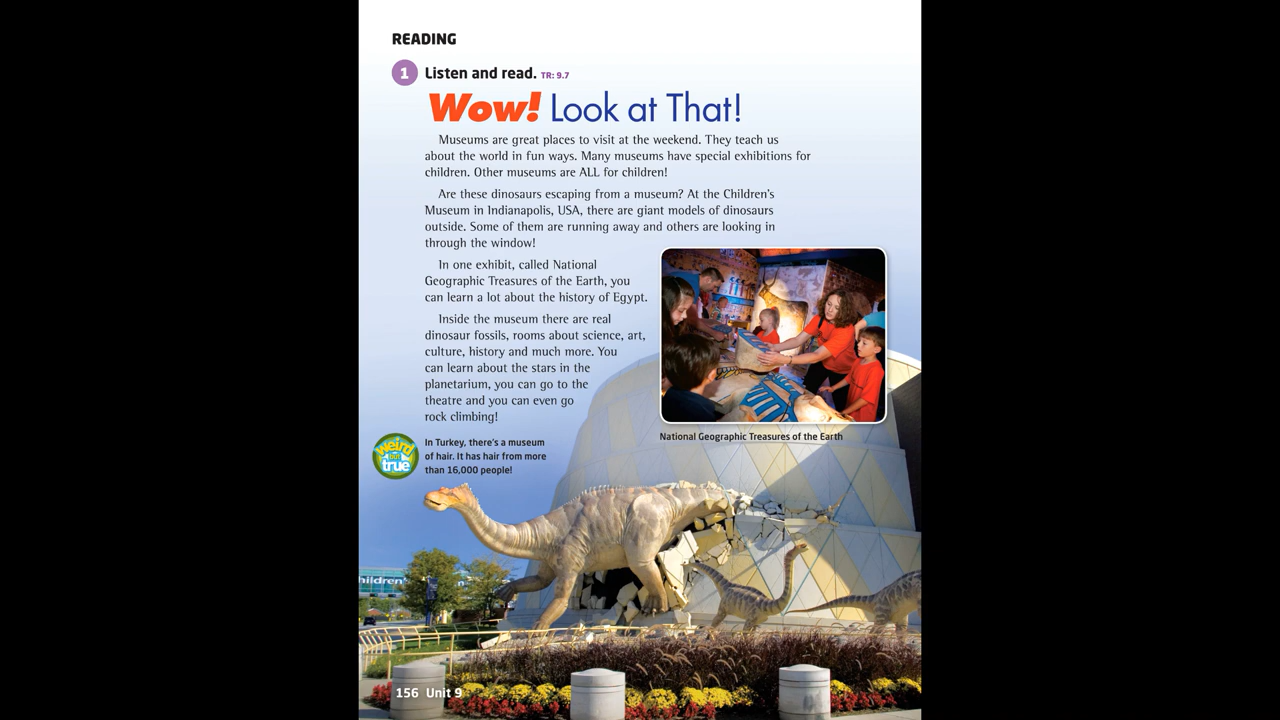 READING
1 Listen and read. TR: 9.7
Wow! Look at That!
Museums are great places to visit at the weekend. They teach us
about the world in fun ways. Many museums have special exhibitions for
children. Other museums are ALL for children!
Are these dinosaurs escaping from a museum? At the Children's
Museum in Indianapolis, USA, there are giant models of dinosaurs
outside. Some of them are running away and others are looking in
through the window!
In one exhibit, called National
Geographic Treasures of the Earth, you
can learn a lot about the history of Egypt.
Inside the museum there are real
dinosaur fossils, rooms about science, art,
culture, history and much more. You
can learn about the stars in the
planetarium, you can go to the
theatre and you can even go
rock climbing!
National Geographic Treasures of the Earth
weird
but
true
In Turkey, there's a museum
of hair. It has hair from more
than 16,000 people!
hildren
156 Unit 9